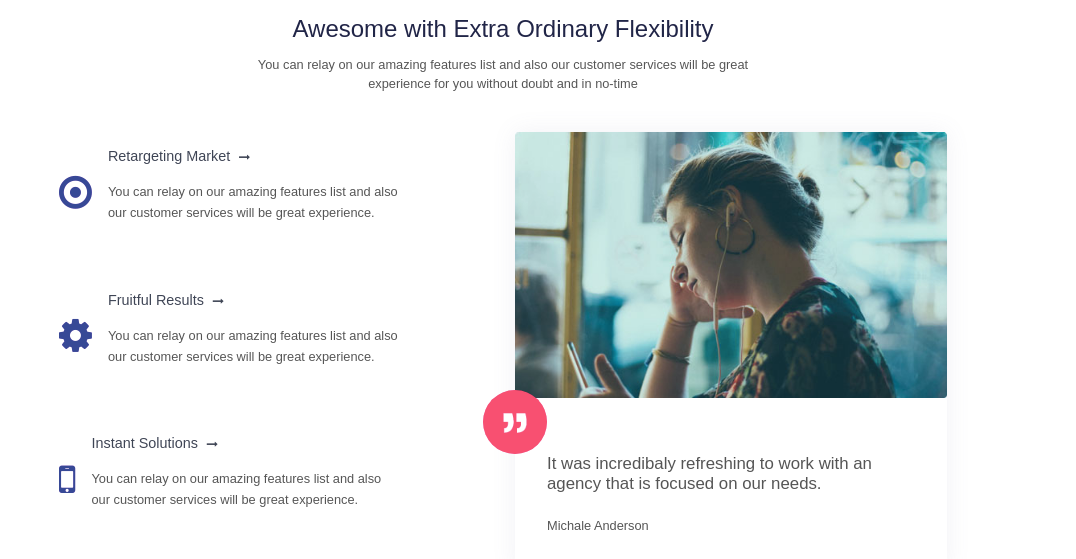 Awesome with Extra Ordinary Flexibility
You can relay on our amazing features list and also our customer services will be great
experience for you without doubt and in no-time
Retargeting Market
You can relay on our amazing features list and also
our customer services will be great experience.
Fruitful Results
You can relay on our amazing features list and also
our customer services will be great experience.
Instant Solutions
You can relay on our amazing features list and also
our customer services will be great experience.
It was incredibaly refreshing to work with an
agency that is focused on our needs.
Michale Anderson